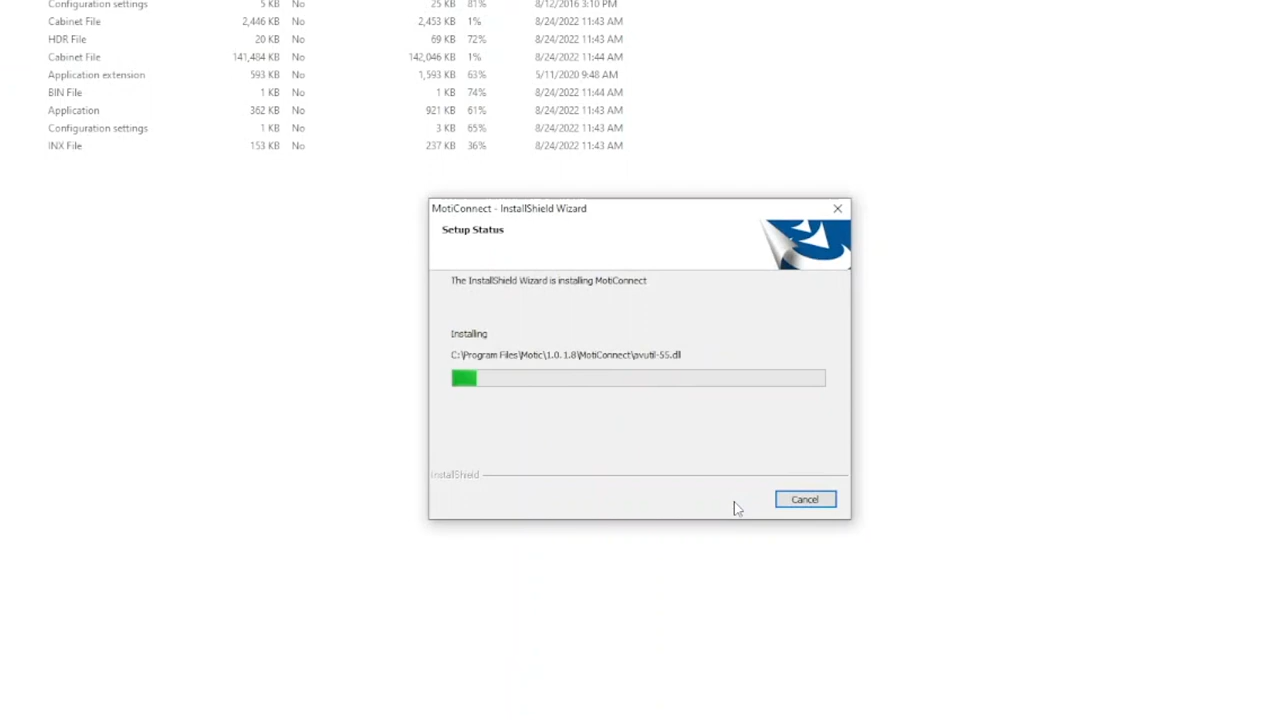 Configuration settings 5 KB No 25 KB 81% 8/12/2016 3:10 PM
Cabinet File 2,446 KB No 2,453 KB 1% 8/24/2022 11:43 AM
HDR File 20 KB No 69 KB 72% 8/24/2022 11:43 AM
Cabinet File 141,484 KB No 142,046 KB 1% 8/24/2022 11:44 AM
Application extension 593 KB No 1,593 KB 63% 5/11/2020 9:48 AM
BIN File 1 KB No 1 KB 74% 8/24/2022 11:44 AM
Application 362 KB No 921 KB 61% 8/24/2022 11:43 AM
Configuration settings 1 KB No 3 KB 65% 8/24/2022 11:43 AM
INX File 153 KB No 237 KB 36% 8/24/2022 11:43 AM
MotiConnect - InstallShield Wizard
Setup Status
The InstallShield Wizard is installing MotiConnect
Installing
C:\Program Files\Motic\1.0.1.8\MotiConnect\avutil-55.dll
InstallShield
Cancel